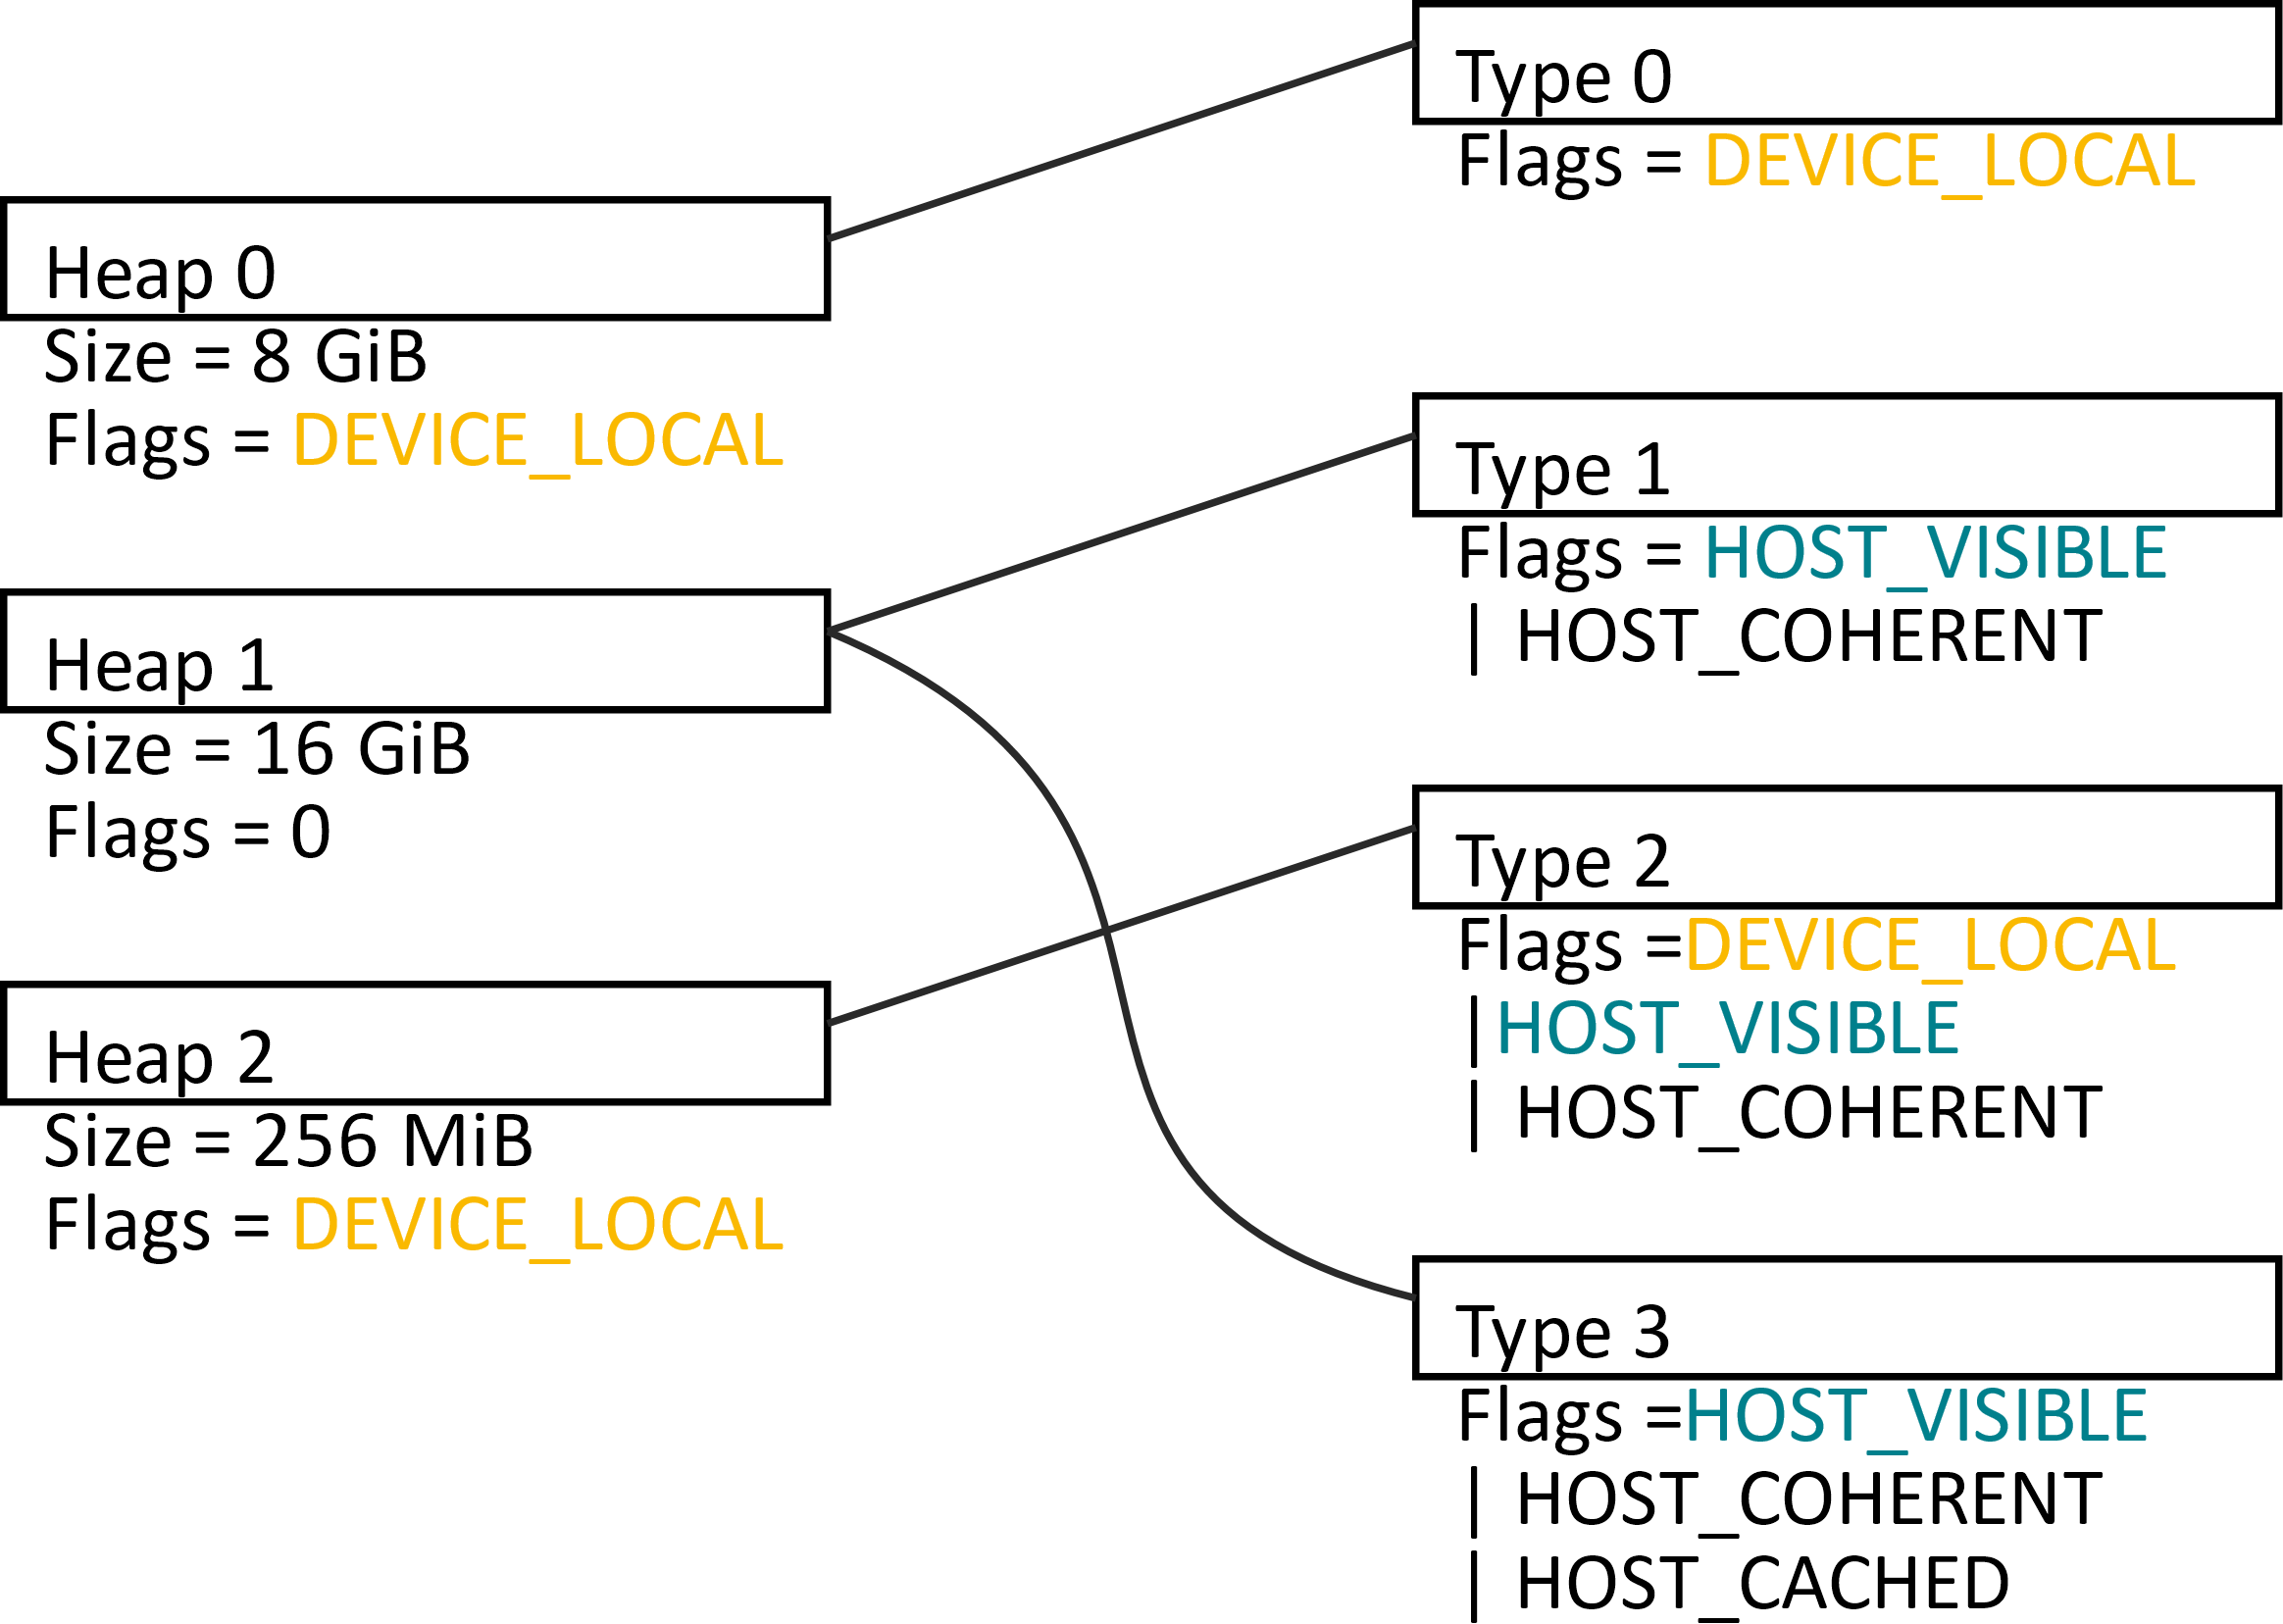 Heap 0
Size = 8 GiB
Flags = DEVICE_LOCAL
Heap 1
Size = 16 GiB
Flags = 0
Heap 2
Size = 256 MiB
Flags = DEVICE_LOCAL
Type 0
Flags = DEVICE_LOCAL
Type 1
Flags = HOST_VISIBLE
| HOST_COHERENT
Type 2
Flags =DEVICE_LOCAL
|HOST_VISIBLE
| HOST_COHERENT
Type 3
Flags =HOST_VISIBLE
| HOST_COHERENT
| HOST_CACHED